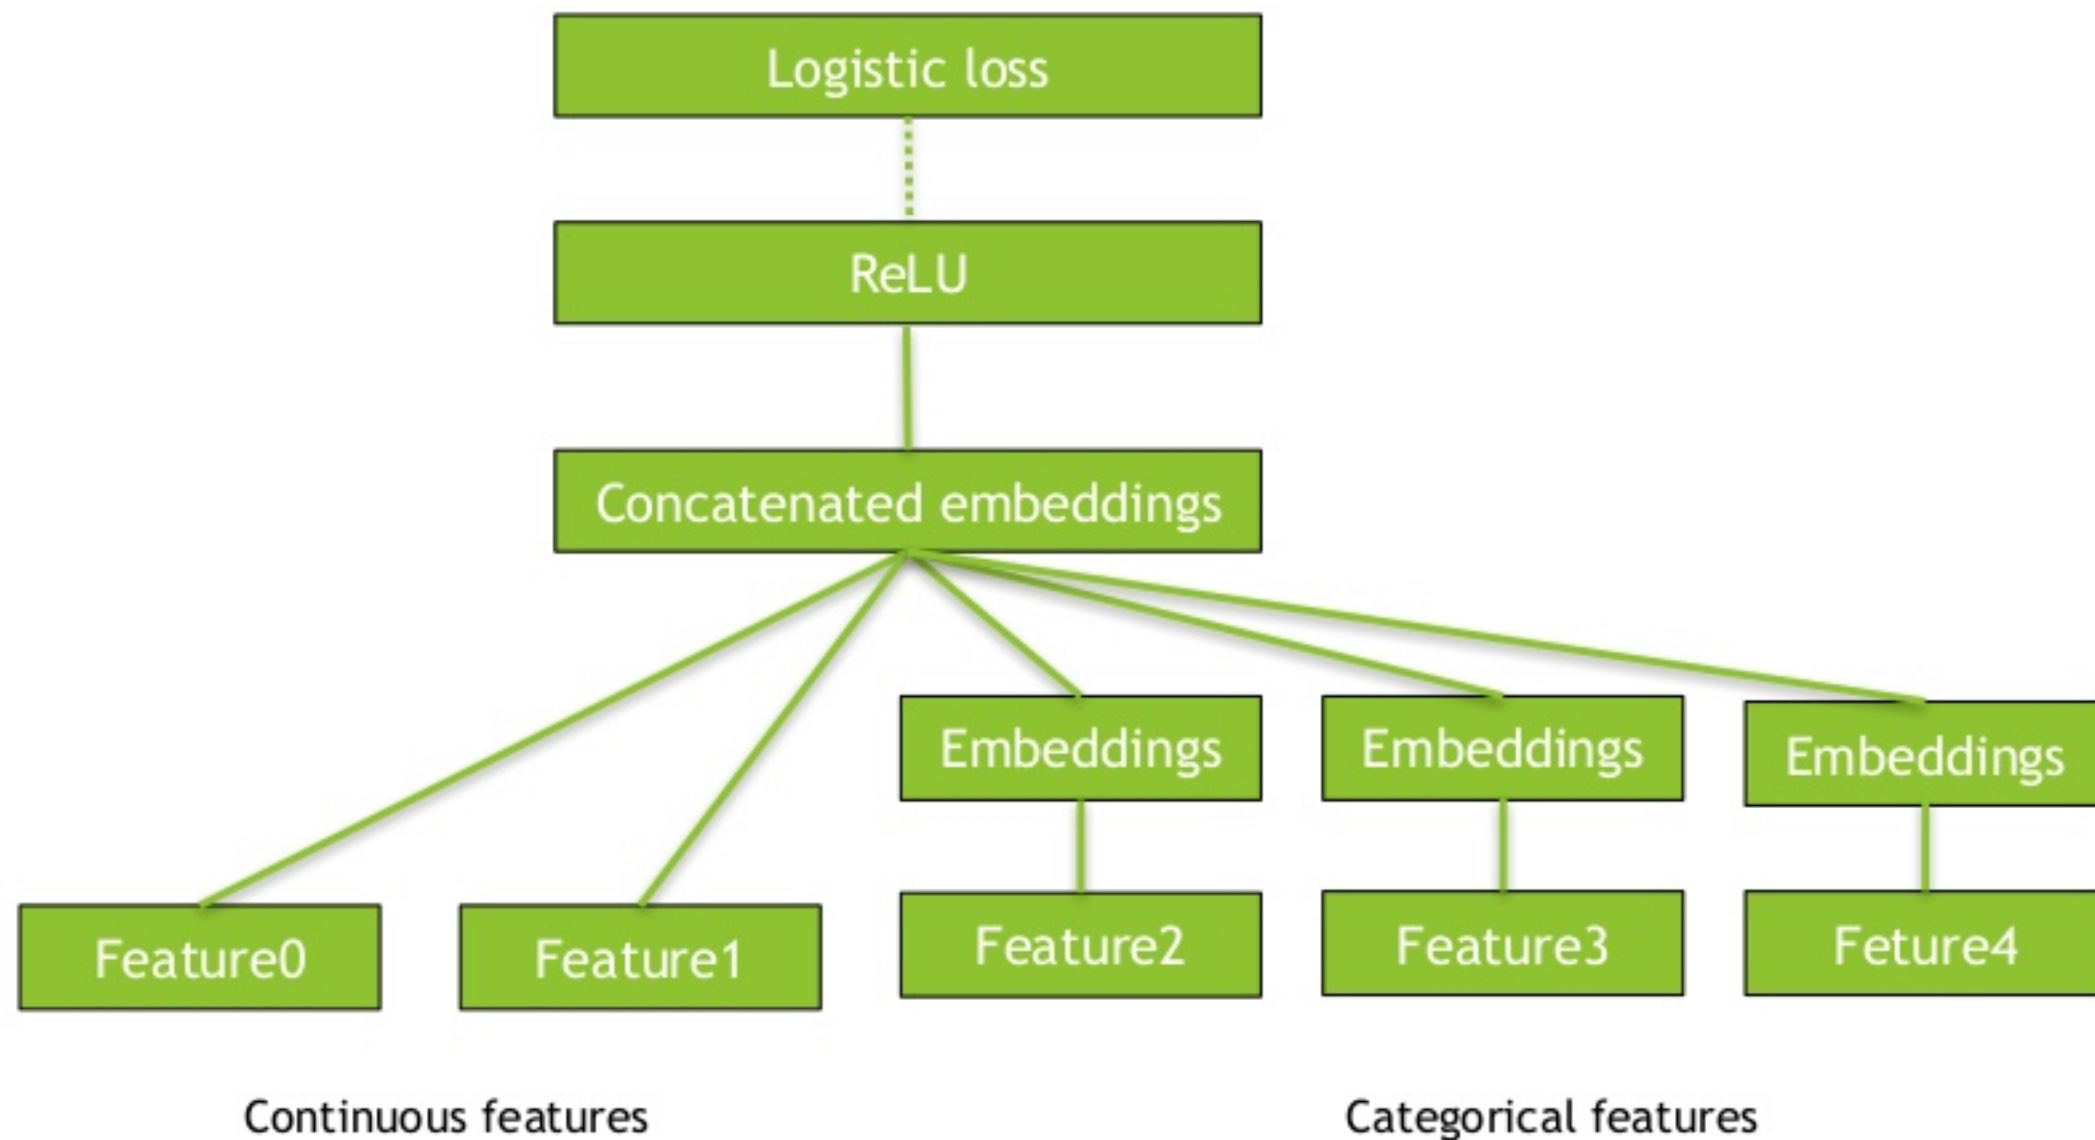 Logistic loss
ReLU
Concatenated embeddings
Embeddings
Embeddings
Embeddings
Feature0
Feature1
Feature2
Feature3
Feture4
Continuous features
Categorical features